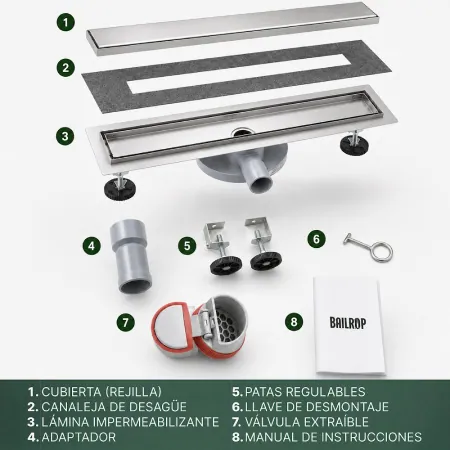 1
2
3
4
5
6
7
8
BAILROP
1. CUBIERTA (REJILLA)
2. CANALEJA DE DESAGÜE
3. LÁMINA IMPERMEABILIZANTE
4. ADAPTADOR
5. PATAS REGULABLES
6. LLAVE DE DESMONTAJE
7. VÁLVULA EXTRAÍBLE
8. MANUAL DE INSTRUCCIONES